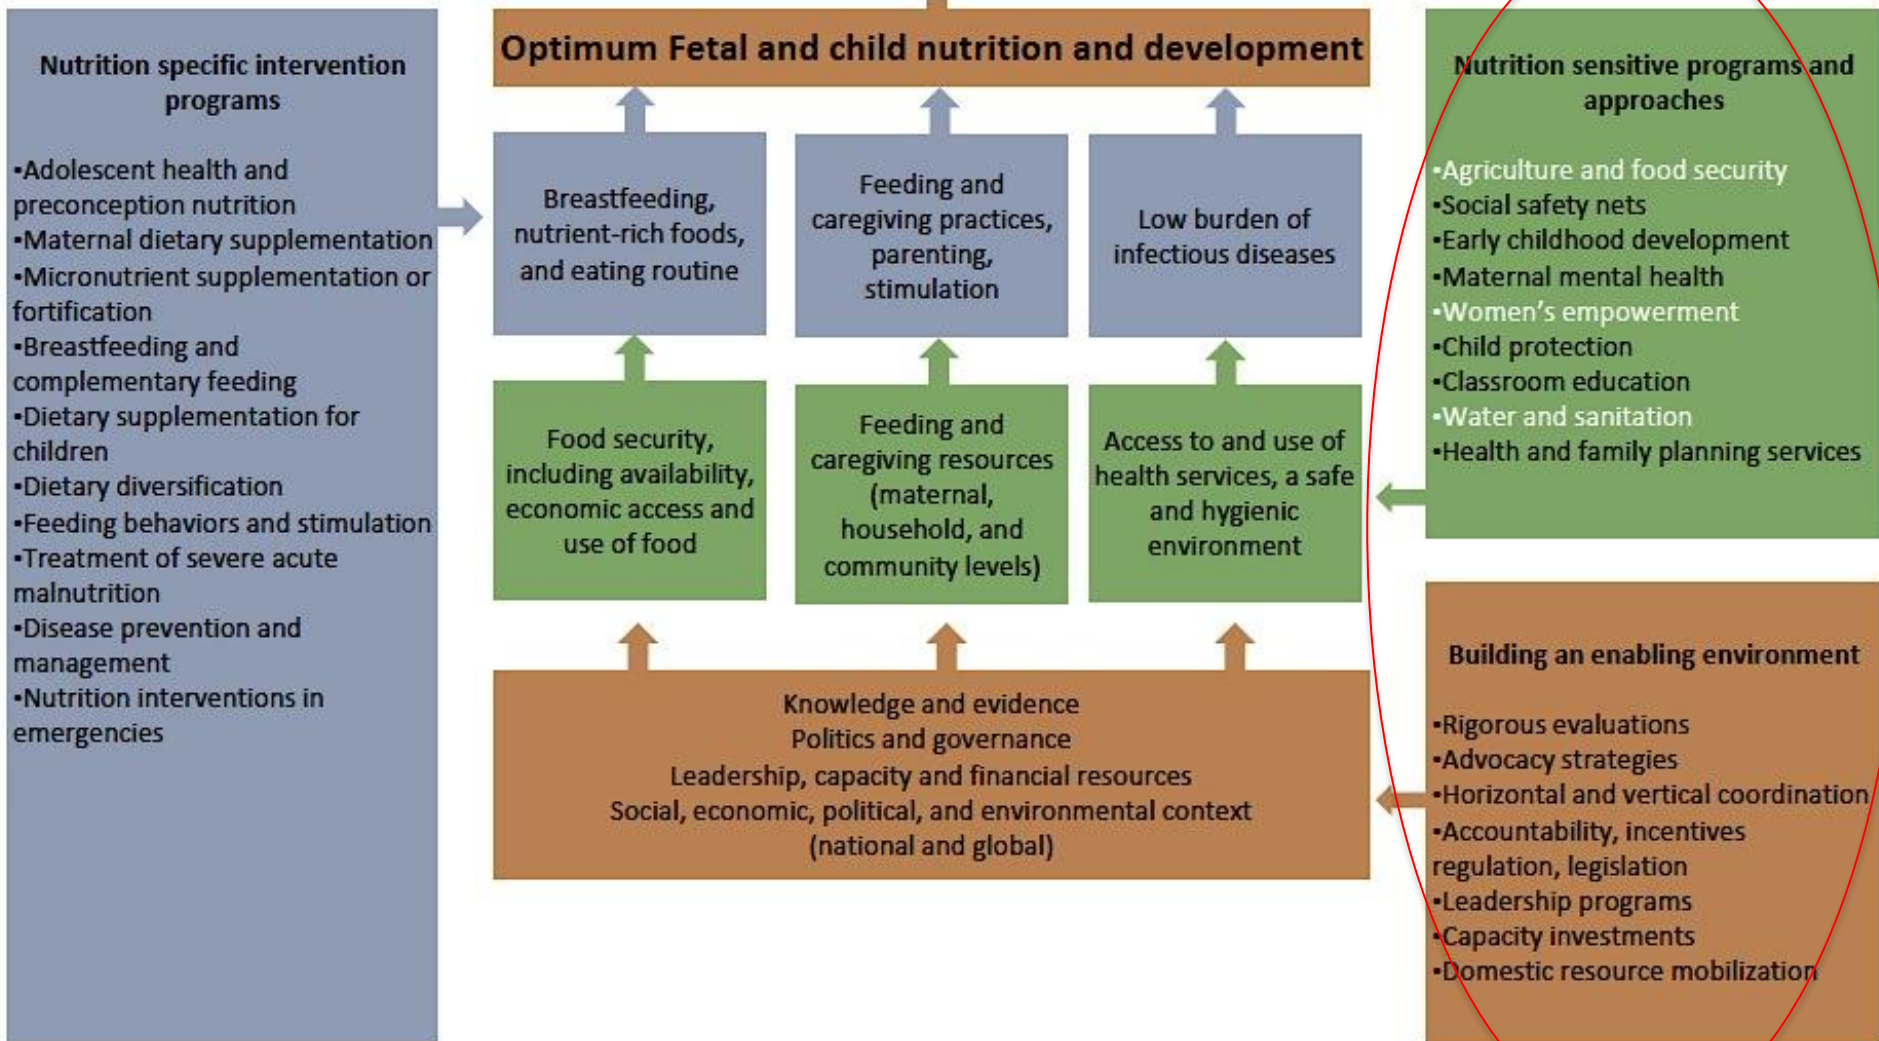 Nutrition specific intervention
programs
•Adolescent health and
preconception nutrition
•Maternal dietary supplementation
•Micronutrient supplementation or
fortification
•Breastfeeding and
complementary feeding
•Dietary supplementation for
children
•Dietary diversification
•Feeding behaviors and stimulation
•Treatment of severe acute
malnutrition
•Disease prevention and
management
•Nutrition interventions in
emergencies
Optimum Fetal and child nutrition and development
Breastfeeding,
nutrient-rich foods,
and eating routine
Feeding and
caregiving practices,
parenting,
stimulation
Low burden of
infectious diseases
Food security,
including availability,
economic access and
use of food
Feeding and
caregiving resources
(maternal,
household, and
community levels)
Access to and use of
health services, a safe
and hygienic
environment
Knowledge and evidence
Politics and governance
Leadership, capacity and financial resources
Social, economic, political, and environmental context
(national and global)
Nutrition sensitive programs and
approaches
•Agriculture and food security
•Social safety nets
•Early childhood development
•Maternal mental health
•Women's empowerment
•Child protection
•Classroom education
•Water and sanitation
•Health and family planning services
Building an enabling environment
•Rigorous evaluations
•Advocacy strategies
•Horizontal and vertical coordination
•Accountability, incentives
regulation, legislation
•Leadership programs
•Capacity investments
•Domestic resource mobilization